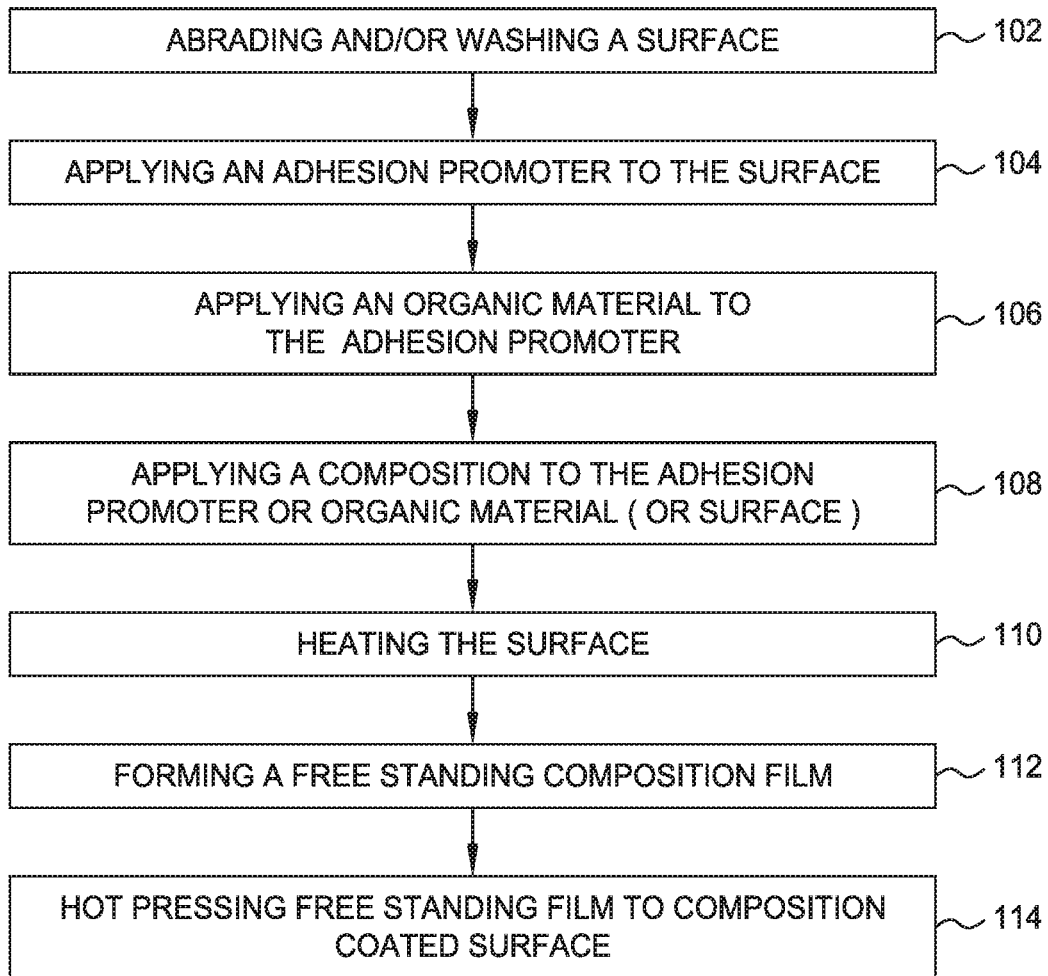 ABRADING AND/OR WASHING A SURFACE
102
APPLYING AN ADHESION PROMOTER TO THE SURFACE
104
APPLYING AN ORGANIC MATERIAL TO
THE ADHESION PROMOTER
106
APPLYING A COMPOSITION TO THE ADHESION
PROMOTER OR ORGANIC MATERIAL ( OR SURFACE )
108
HEATING THE SURFACE
110
FORMING A FREE STANDING COMPOSITION FILM
112
HOT PRESSING FREE STANDING FILM TO COMPOSITION
COATED SURFACE
114